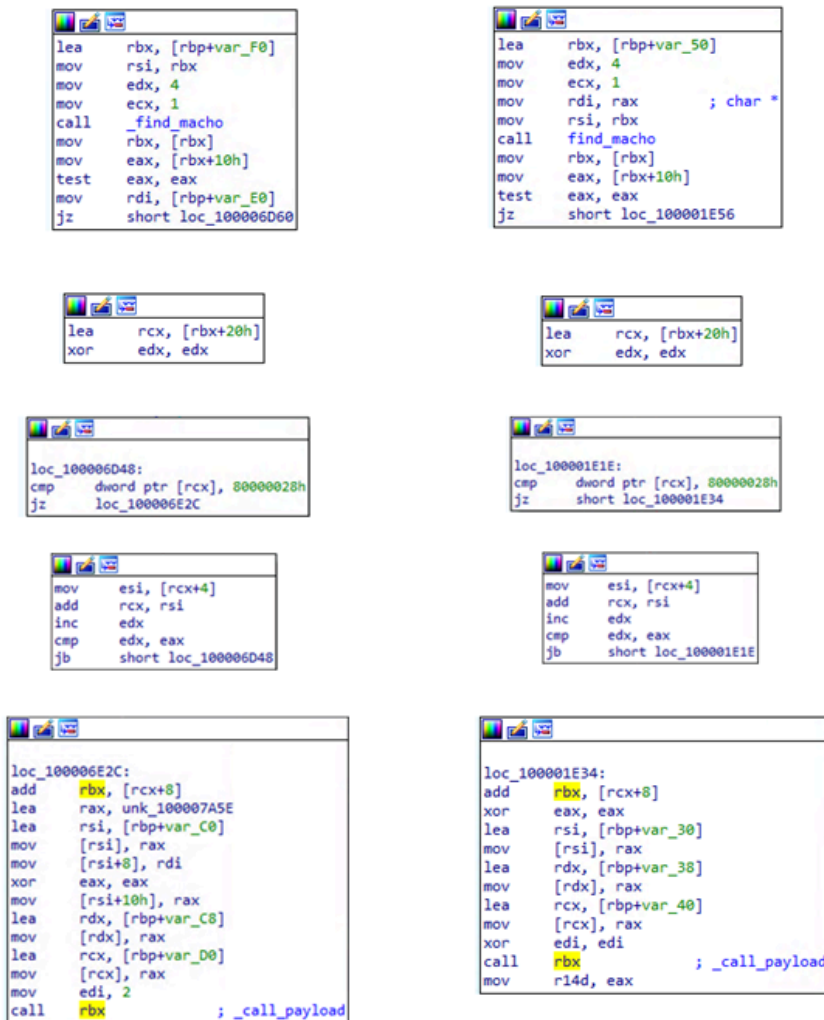 lea rbx, [rbp+var_F0]
mov rsi, rbx
mov edx, 4
mov ecx, 1
call _find_macho
mov rbx, [rbx]
mov eax, [rbx+10h]
test eax, eax
mov rdi, [rbp+var_E0]
jz short loc_100006D60
lea rcx, [rbx+20h]
xor edx, edx
loc_100006D48:
cmp dword ptr [rcx], 80000028h
jz loc_100006E2C
mov esi, [rcx+4]
add rcx, rsi
inc edx
cmp edx, eax
jb short loc_100006D48
loc_100006E2C:
add rbx, [rcx+8]
lea rax, unk_100007A5E
lea rsi, [rbp+var_C0]
mov [rsi], rax
mov [rsi+8], rdi
xor eax, eax
mov [rsi+10h], rax
lea rdx, [rbp+var_C8]
mov [rdx], rax
lea rcx, [rbp+var_D0]
mov [rcx], rax
mov edi, 2
call rbx ; _call_payload
lea rbx, [rbp+var_50]
mov edx, 4
mov ecx, 1
mov rdi, rax ; char *
mov rsi, rbx
call find_macho
mov rbx, [rbx]
mov eax, [rbx+10h]
test eax, eax
jz short loc_100001E56
lea rcx, [rbx+20h]
xor edx, edx
loc_100001E1E:
cmp dword ptr [rcx], 80000028h
jz short loc_100001E34
mov esi, [rcx+4]
add rcx, rsi
inc edx
cmp edx, eax
jb short loc_100001E1E
loc_100001E34:
add rbx, [rcx+8]
xor eax, eax
lea rsi, [rbp+var_30]
mov [rsi], rax
lea rdx, [rbp+var_38]
mov [rdx], rax
lea rcx, [rbp+var_40]
mov [rcx], rax
xor edi, edi
call rbx ; _call_payload
mov r14d, eax